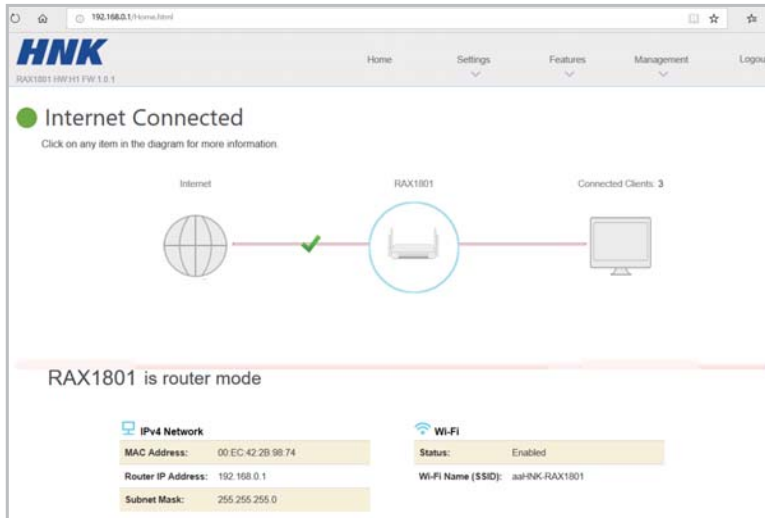 192.168.0.1/Home.html
HNK
RAX1801 HW:H1 FW:1.0.1
Home Settings Features Management Logou
Internet Connected
Click on any item in the diagram for more information.
Internet RAX1801 Connected Clients: 3
RAX1801 is router mode
IPv4 Network Wi-Fi
MAC Address: 00:EC:42:2B:98:74 Status: Enabled
Router IP Address: 192.168.0.1 Wi-Fi Name (SSID): aaHNK-RAX1801
Subnet Mask: 255.255.255.0